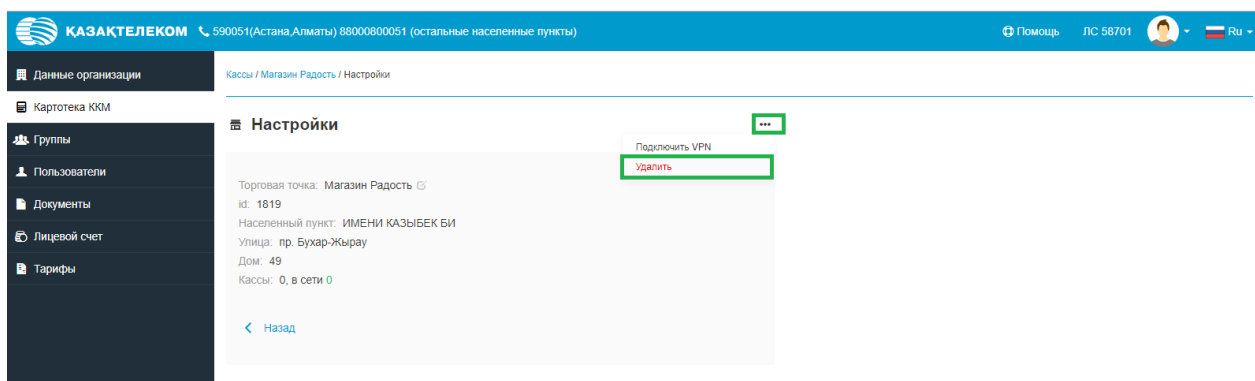 ҚАЗАҚТЕЛЕКОМ 590051(Астана,Алматы) 88000800051 (остальные населенные пункты) Помощь ЛС 58701 Ru
Данные организации
Кассы / Магазин Радость / Настройки
Картотека ККМ
Настройки
Группы
Подключить VPN
Пользователи
Удалить
Торговая точка: Магазин Радость
Документы
id: 1819
Населенный пункт: ИМЕНИ КАЗЫБЕК БИ
Лицевой счет
Улица: пр. Бухар-Жырау
Дом: 49
Тарифы
Кассы: 0, в сети 0
Назад